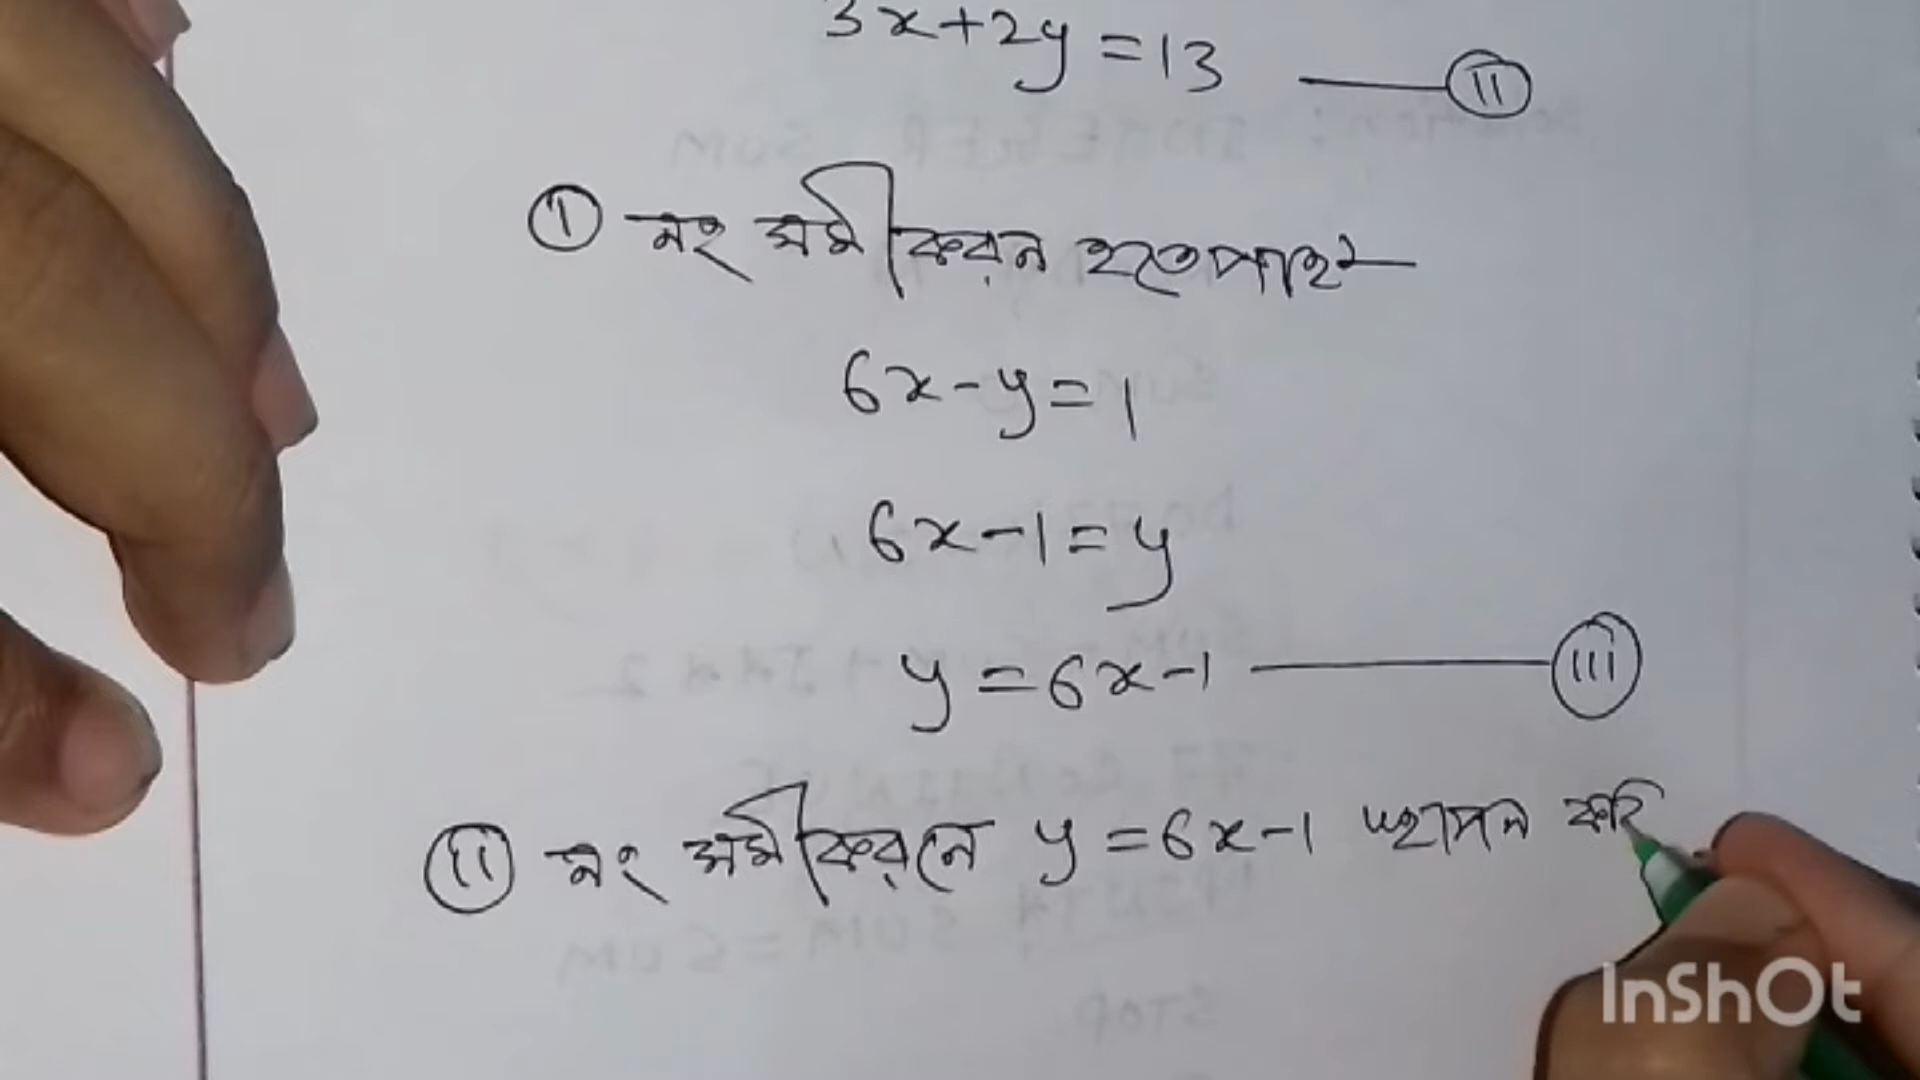 3x+2y=13 —— (II)
(I) নং সমীকরন হতে পাই —
6x-y=1
6x-1=y
y=6x-1 —— (III)
(II) নং সমীকরনে y=6x-1 স্থাপন করি
InShOt